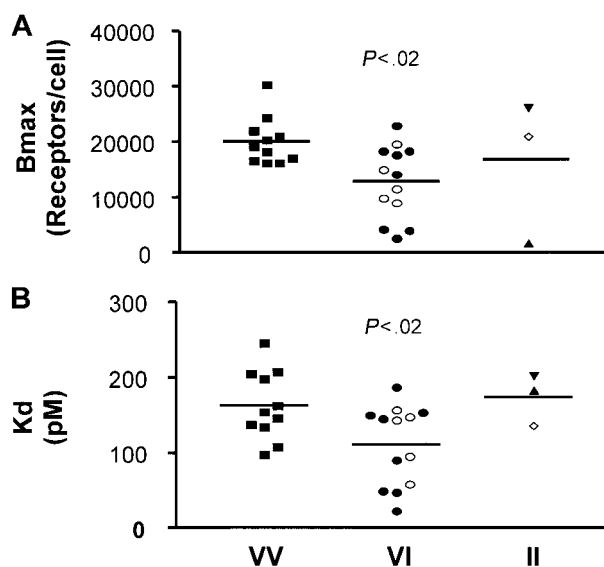 A
Bmax
(Receptors/cell)
40000
30000
20000
10000
0
P<.02
B
Kd
(pM)
300
200
100
0
P<.02
VV
VI
II